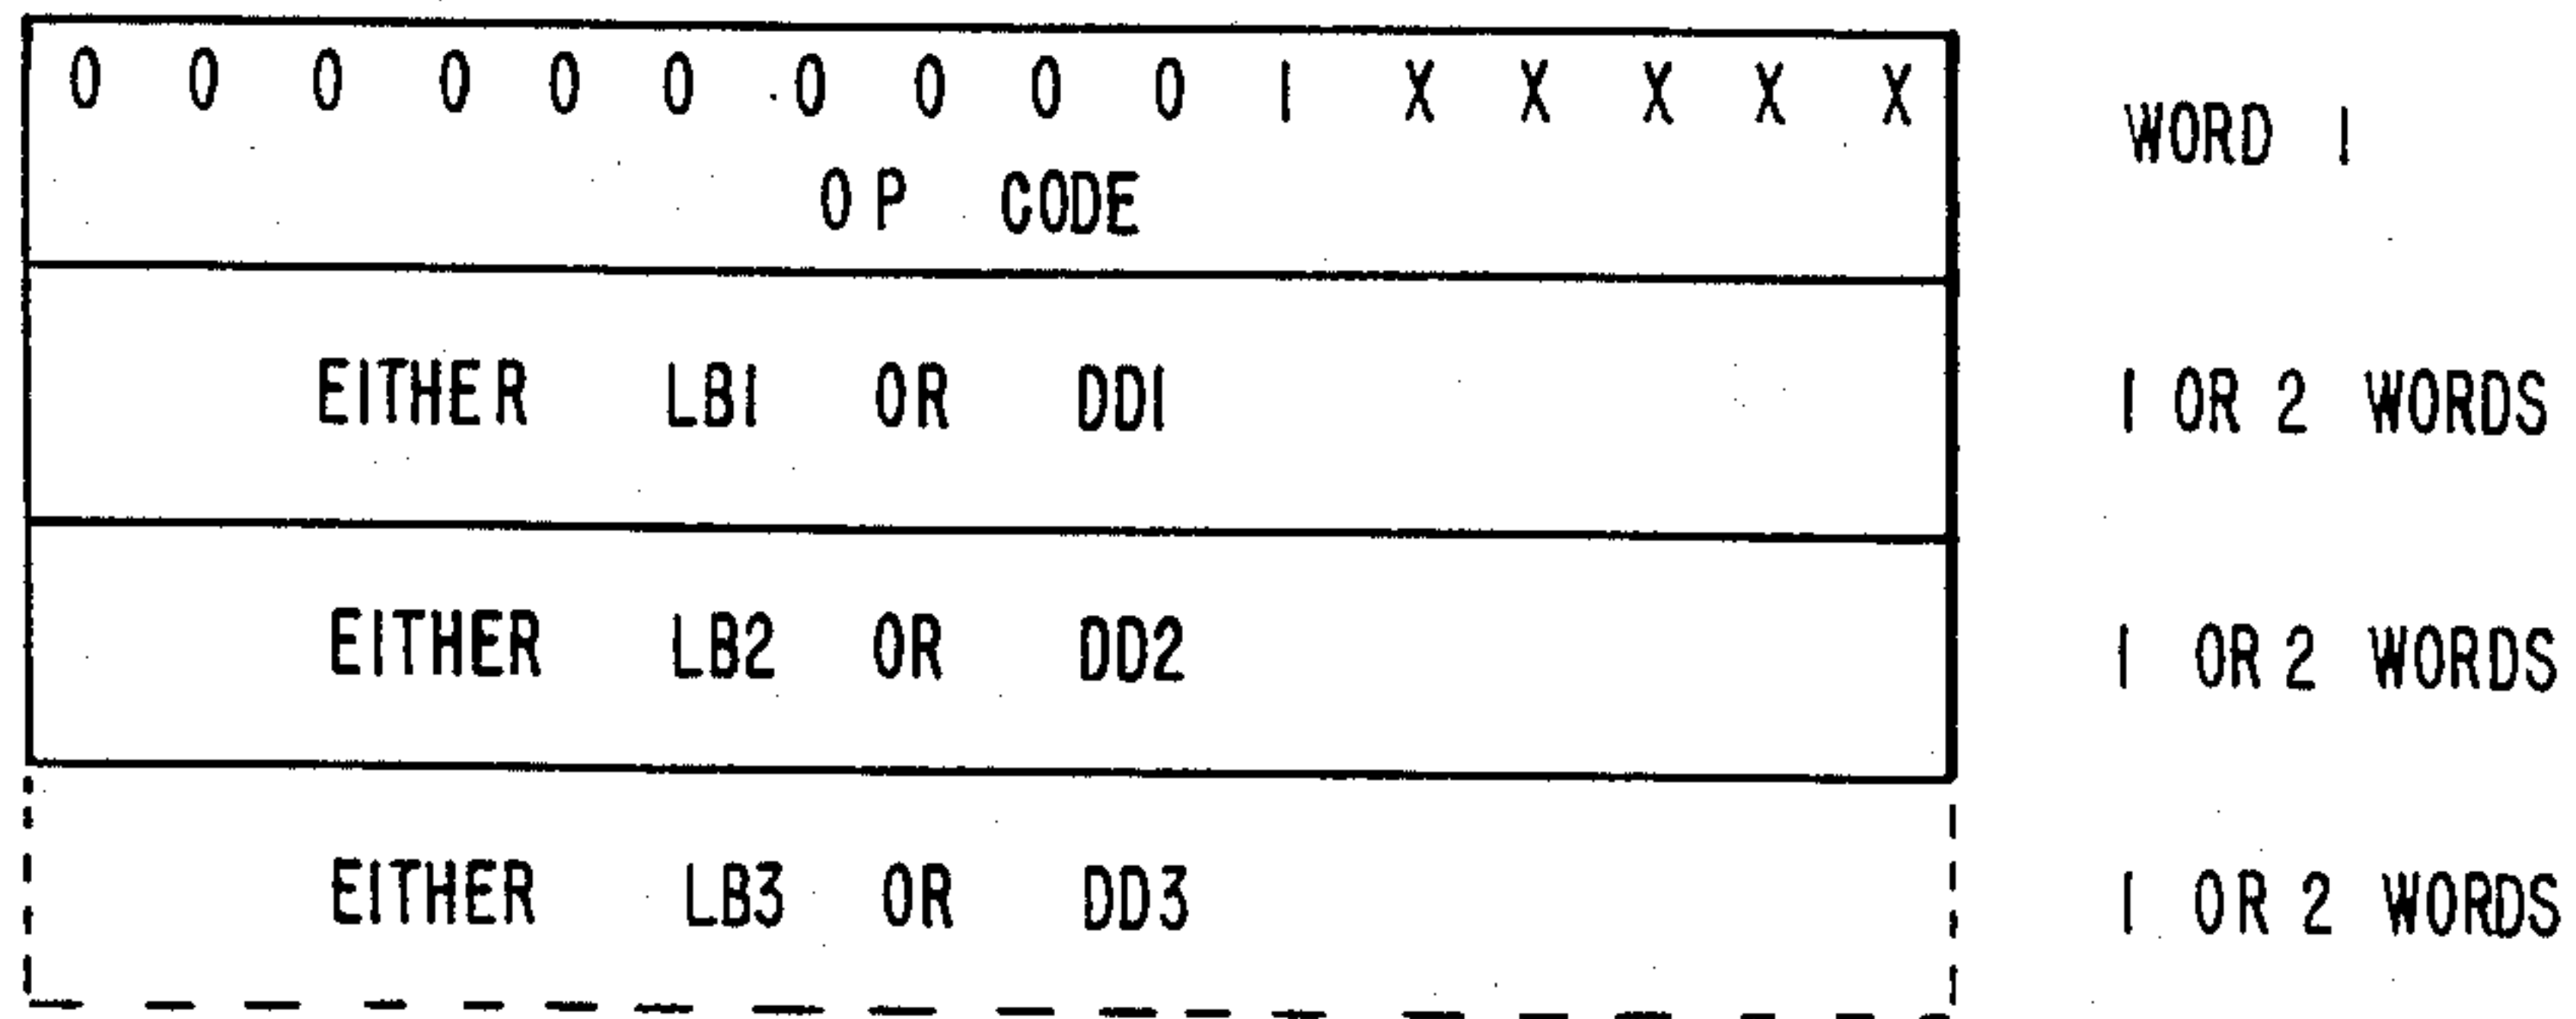 0 0 0 0 0 0 0 0 0 0 1 X X X X X
OP CODE
WORD 1
EITHER LB1 OR DD1
1 OR 2 WORDS
EITHER LB2 OR DD2
1 OR 2 WORDS
EITHER LB3 OR DD3
1 OR 2 WORDS